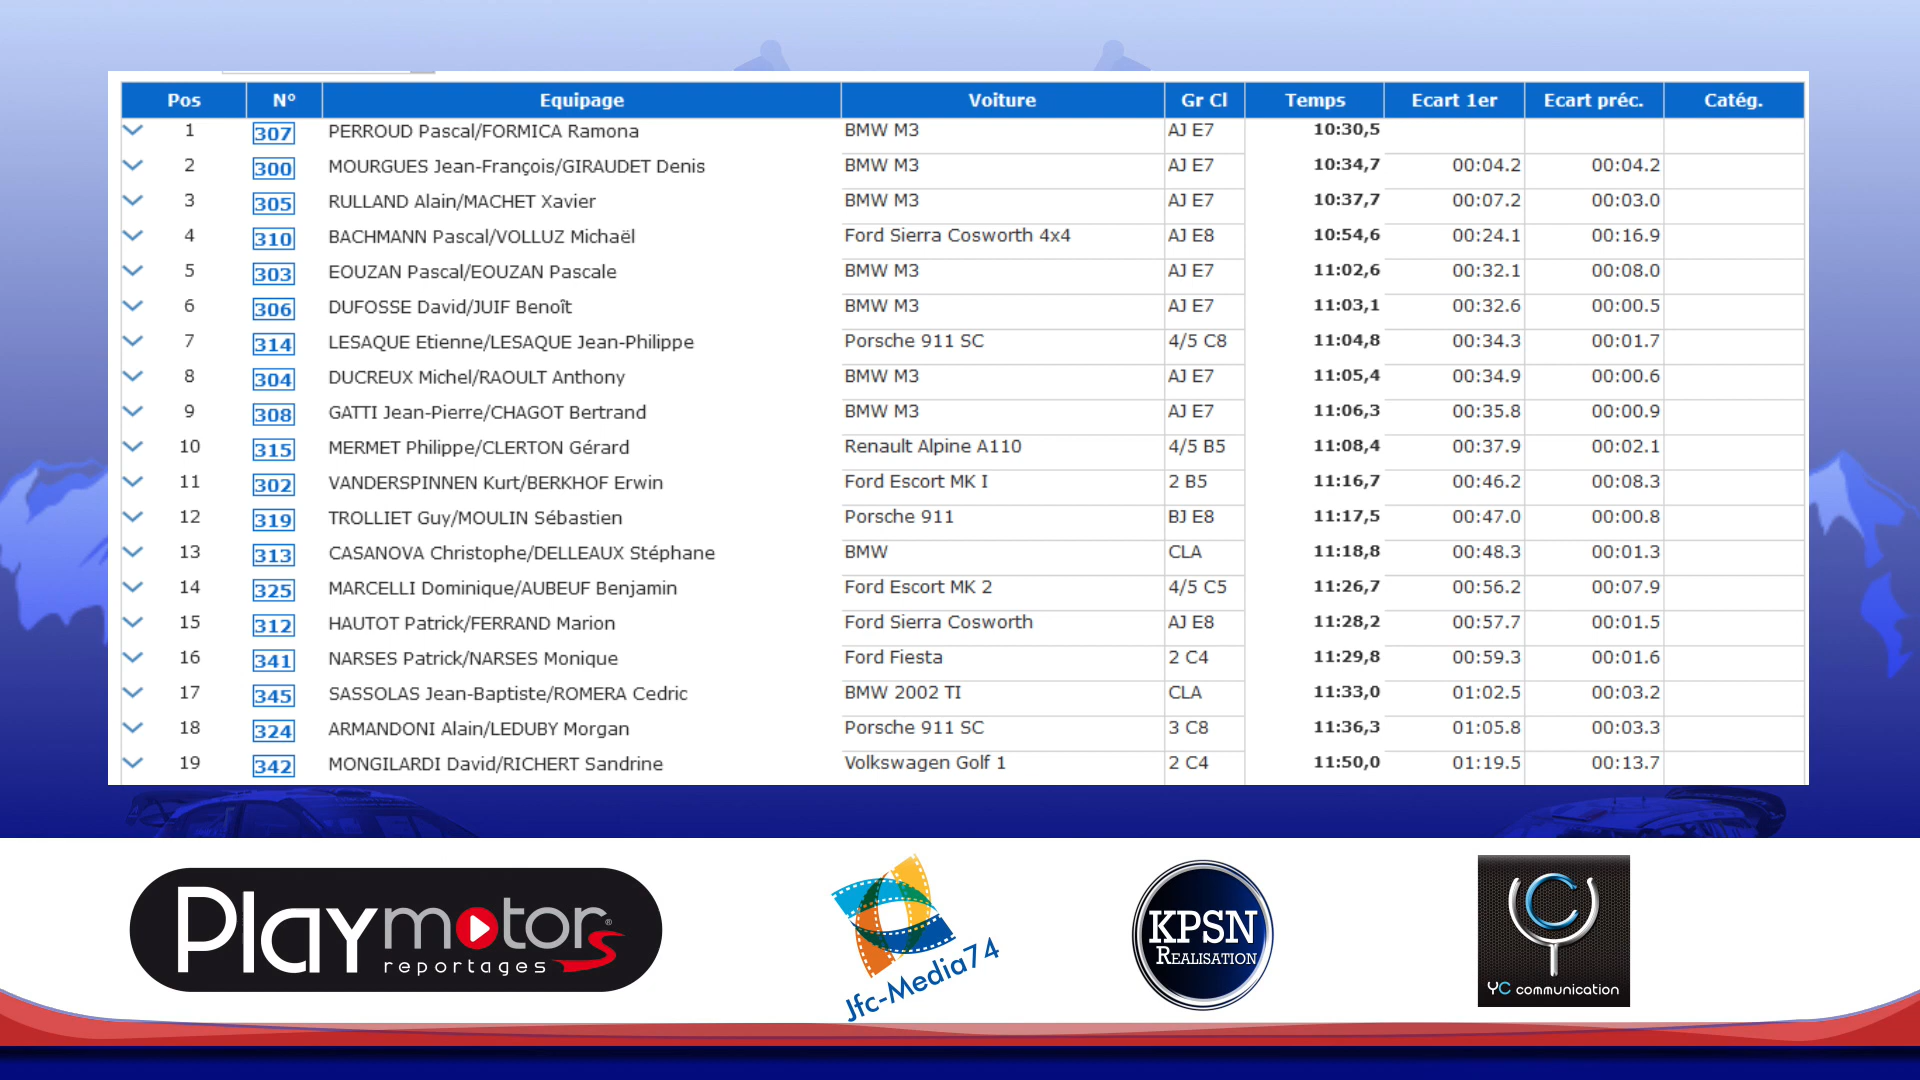 Pos N° Equipage Voiture Gr Cl Temps Ecart 1er Ecart préc. Catég.
1 307 PERROUD Pascal/FORMICA Ramona BMW M3 AJ E7 10:30,5
2 300 MOURGUES Jean-François/GIRAUDET Denis BMW M3 AJ E7 10:34,7 00:04.2 00:04.2
3 305 RULLAND Alain/MACHET Xavier BMW M3 AJ E7 10:37,7 00:07.2 00:03.0
4 310 BACHMANN Pascal/VOLLUZ Michaël Ford Sierra Cosworth 4x4 AJ E8 10:54,6 00:24.1 00:16.9
5 303 EOUZAN Pascal/EOUZAN Pascale BMW M3 AJ E7 11:02,6 00:32.1 00:08.0
6 306 DUFOSSE David/JUIF Benoît BMW M3 AJ E7 11:03,1 00:32.6 00:00.5
7 314 LESAQUE Etienne/LESAQUE Jean-Philippe Porsche 911 SC 4/5 C8 11:04,8 00:34.3 00:01.7
8 304 DUCREUX Michel/RAOULT Anthony BMW M3 AJ E7 11:05,4 00:34.9 00:00.6
9 308 GATTI Jean-Pierre/CHAGOT Bertrand BMW M3 AJ E7 11:06,3 00:35.8 00:00.9
10 315 MERMET Philippe/CLERTON Gérard Renault Alpine A110 4/5 B5 11:08,4 00:37.9 00:02.1
11 302 VANDERSPINNEN Kurt/BERKHOF Erwin Ford Escort MK I 2 B5 11:16,7 00:46.2 00:08.3
12 319 TROLLIET Guy/MOULIN Sébastien Porsche 911 BJ E8 11:17,5 00:47.0 00:00.8
13 313 CASANOVA Christophe/DELLEAUX Stéphane BMW CLA 11:18,8 00:48.3 00:01.3
14 325 MARCELLI Dominique/AUBEUF Benjamin Ford Escort MK 2 4/5 C5 11:26,7 00:56.2 00:07.9
15 312 HAUTOT Patrick/FERRAND Marion Ford Sierra Cosworth AJ E8 11:28,2 00:57.7 00:01.5
16 341 NARSES Patrick/NARSES Monique Ford Fiesta 2 C4 11:29,8 00:59.3 00:01.6
17 345 SASSOLAS Jean-Baptiste/ROMERA Cedric BMW 2002 TI CLA 11:33,0 01:02.5 00:03.2
18 324 ARMANDONI Alain/LEDUBY Morgan Porsche 911 SC 3 C8 11:36,3 01:05.8 00:03.3
19 342 MONGILARDI David/RICHERT Sandrine Volkswagen Golf 1 2 C4 11:50,0 01:19.5 00:13.7
Playmotors®
reportages
Jfc-Media74
KPSN
REALISATION
YC communication